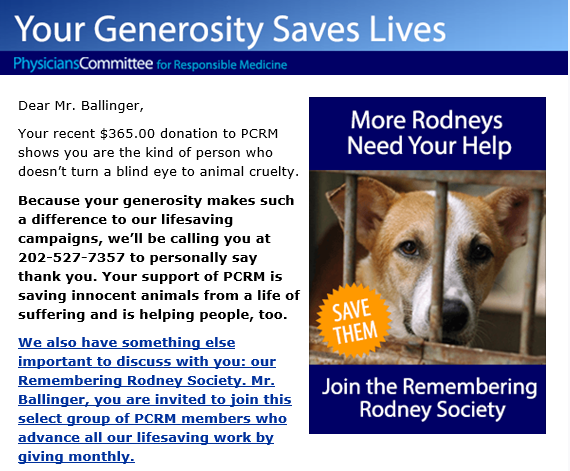 Your Generosity Saves Lives
PhysiciansCommittee for Responsible Medicine
Dear Mr. Ballinger,
Your recent $365.00 donation to PCRM
shows you are the kind of person who
doesn’t turn a blind eye to animal cruelty.
Because your generosity makes such
a difference to our lifesaving
campaigns, we’ll be calling you at
202-527-7357 to personally say
thank you. Your support of PCRM is
saving innocent animals from a life of
suffering and is helping people, too.
We also have something else
important to discuss with you: our
Remembering Rodney Society. Mr.
Ballinger, you are invited to join this
select group of PCRM members who
advance all our lifesaving work by
giving monthly.
More Rodneys
Need Your Help
SAVE
THEM
Join the Remembering
Rodney Society